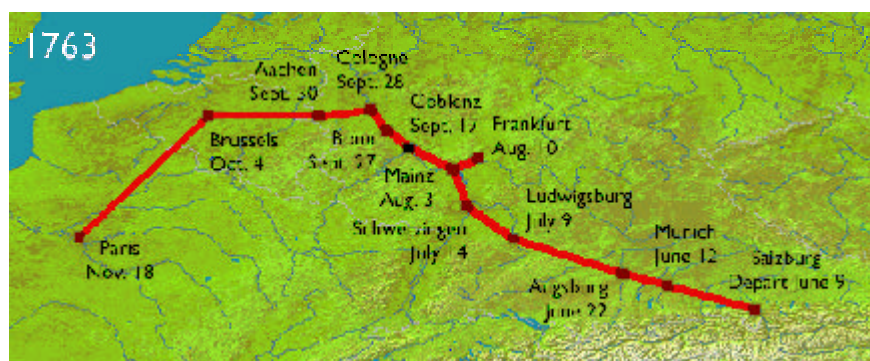 1763
Cologne
Sept. 28
Aachen
Sept. 30
Coblenz
Sept. 17
Frankfurt
Aug. 10
Brussels
Oct. 4
Bonn
Sept. 27
Mainz
Aug. 3
Ludwigsburg
July 9
Schwetzingen
July 14
Munich
June 12
Paris
Nov. 18
Salzburg
Depart June 9
Augsburg
June 22